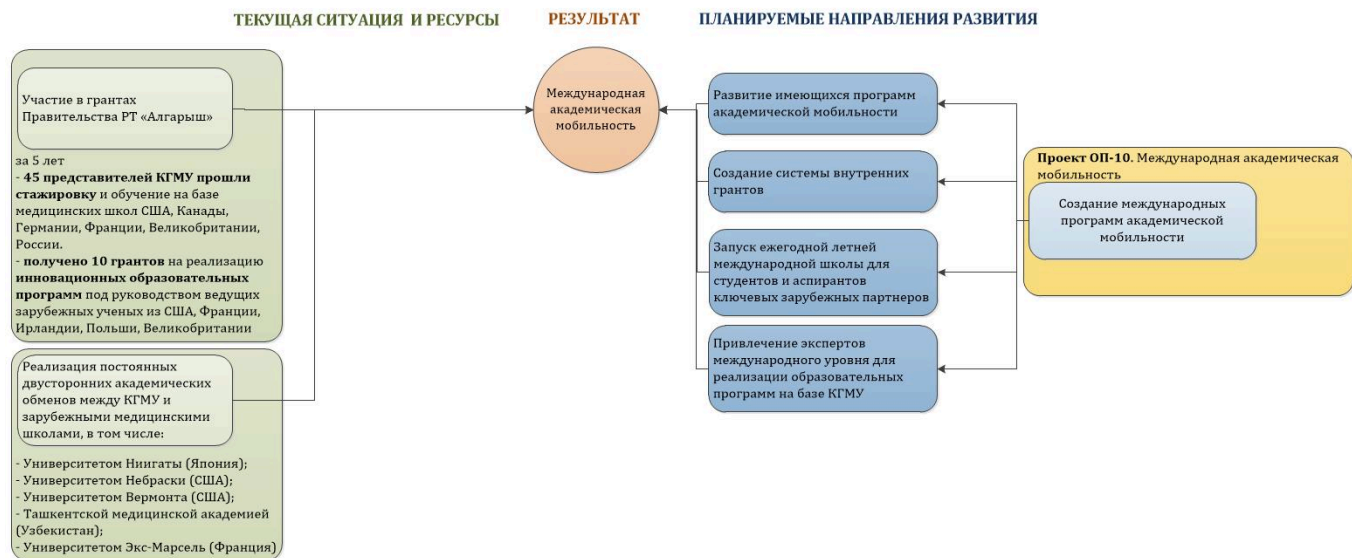 ТЕКУЩАЯ СИТУАЦИЯ И РЕСУРСЫ
РЕЗУЛЬТАТ
ПЛАНИРУЕМЫЕ НАПРАВЛЕНИЯ РАЗВИТИЯ
Участие в грантах
Правительства РТ «Алгарыш»
за 5 лет
- 45 представителей КГМУ прошли
стажировку и обучение на базе
медицинских школ США, Канады,
Германии, Франции, Великобритании,
России.
- получено 10 грантов на реализацию
инновационных образовательных
программ под руководством ведущих
зарубежных ученых из США, Франции,
Ирландии, Польши, Великобритании
Реализация постоянных
двусторонних академических
обменов между КГМУ и
зарубежными медицинскими
школами, в том числе:
- Университетом Ниигаты (Япония);
- Университетом Небраски (США);
- Университетом Вермонта (США);
- Ташкентской медицинской академией
(Узбекистан);
- Университетом Экс-Марсель (Франция)
Международная
академическая
мобильность
Развитие имеющихся программ
академической мобильности
Создание системы внутренних
грантов
Запуск ежегодной летней
международной школы для
студентов и аспирантов
ключевых зарубежных партнеров
Привлечение экспертов
международного уровня для
реализации образовательных
программ на базе КГМУ
Проект ОП-10. Международная академическая
мобильность
Создание международных
программ академической
мобильности